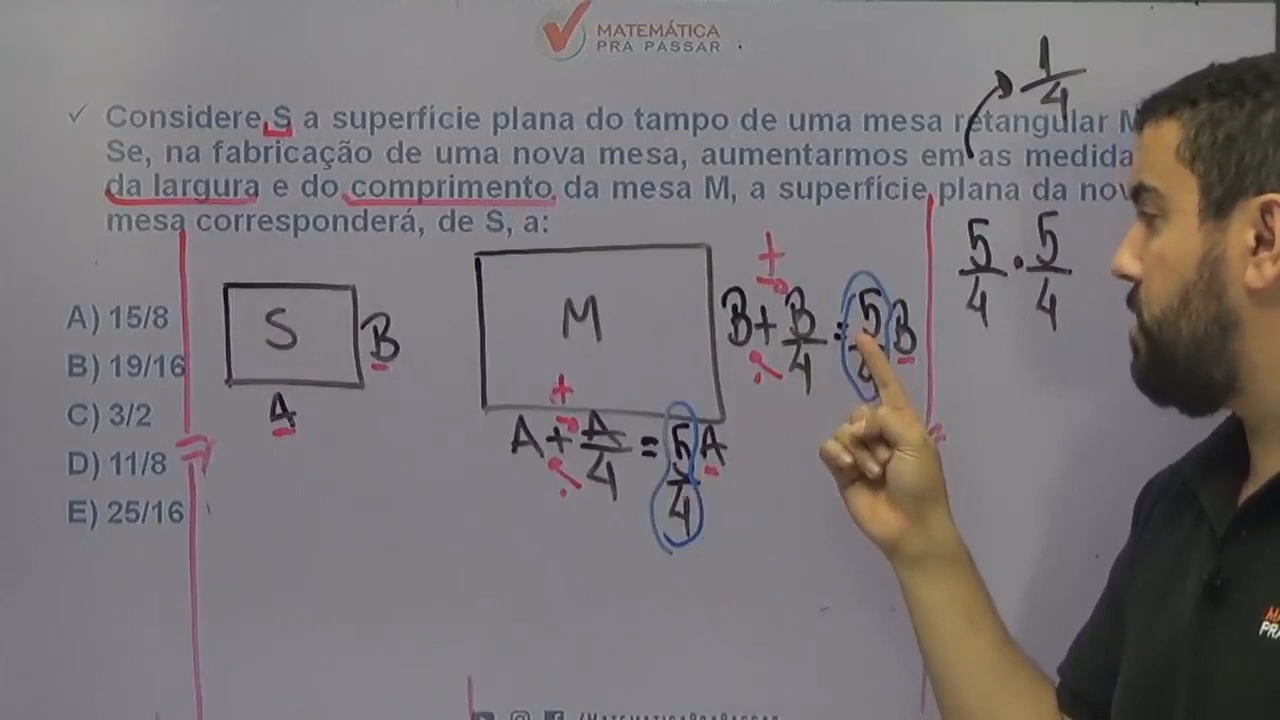 MATEMÁTICA
PRA PASSAR
1/4
✓ Considere S a superfície plana do tampo de uma mesa retangular M
Se, na fabricação de uma nova mesa, aumentarmos em as medida
da largura e do comprimento da mesa M, a superfície plana da nov
mesa corresponderá, de S, a:
5/4 · 5/4
A) 15/8
B) 19/16
C) 3/2
D) 11/8
E) 25/16
S
B
A
M
+
B + B/4 = 5/4 B
+
A + A/4 = 5/4 A
/MATEMATICAPRAPASSAR